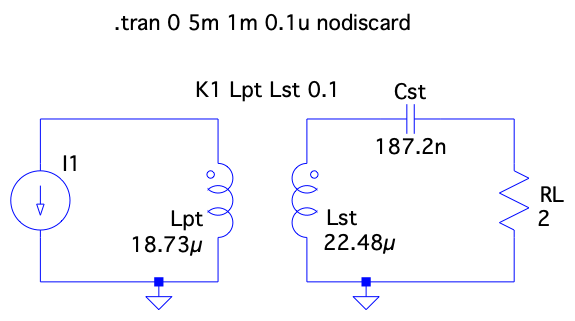 .tran 0 5m 1m 0.1u nodiscard
K1 Lpt Lst 0.1
Cst
187.2n
I1
Lpt
18.73µ
Lst
22.48µ
RL
2